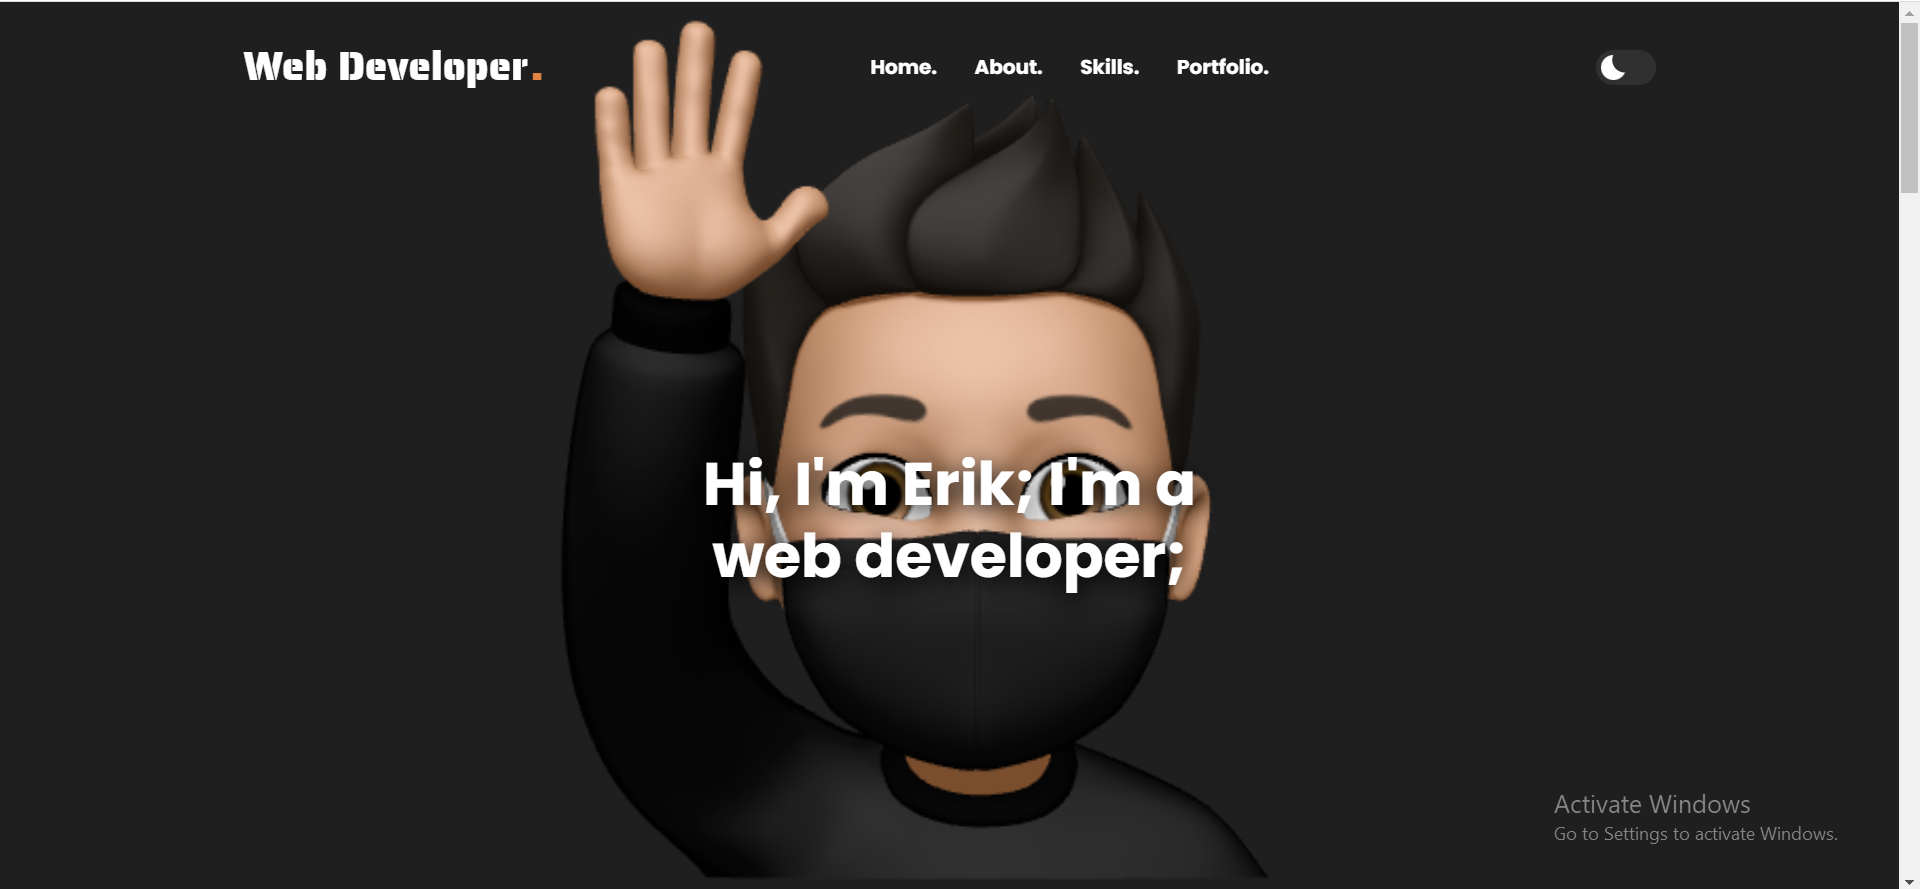 Web Developer.
Home. About. Skills. Portfolio.
Hi, I'm Erik; I'm a
web developer;
Activate Windows
Go to Settings to activate Windows.